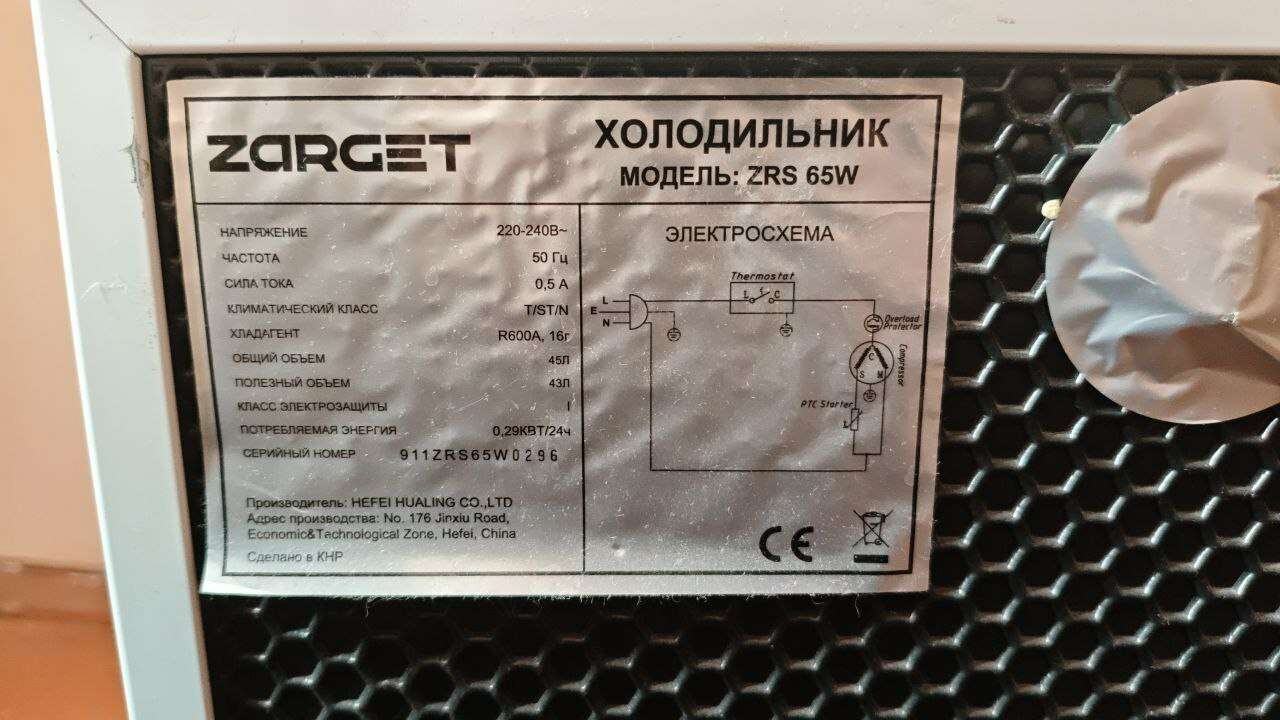 ZARGET
ХОЛОДИЛЬНИК
МОДЕЛЬ: ZRS 65W
НАПРЯЖЕНИЕ 220-240В~
ЧАСТОТА 50 Гц
СИЛА ТОКА 0,5 А
КЛИМАТИЧЕСКИЙ КЛАСС T/ST/N
ХЛАДАГЕНТ R600A, 16г
ОБЩИЙ ОБЪЕМ 45Л
ПОЛЕЗНЫЙ ОБЪЕМ 43Л
КЛАСС ЭЛЕКТРОЗАЩИТЫ I
ПОТРЕБЛЯЕМАЯ ЭНЕРГИЯ 0,29КВТ/24ч
СЕРИЙНЫЙ НОМЕР 911ZRS65W0296
Производитель: HEFEI HUALING CO.,LTD
Адрес производства: No. 176 Jinxiu Road,
Economic&Technological Zone, Hefei, China
Сделано в КНР
ЭЛЕКТРОСХЕМА
Thermostat
L C
L
E
N
Overload
Protector
C
S M
Compressor
PTC Starter
L
CE